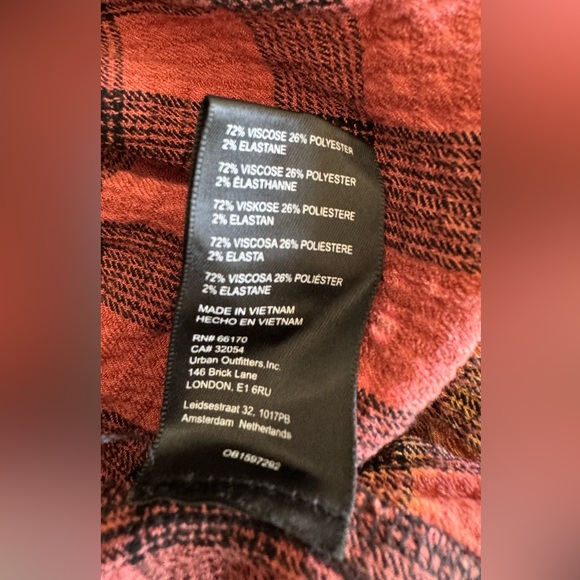 72% VISCOSE 26% POLYESTER
2% ELASTANE
72% VISCOSE 26% POLYESTER
2% ÉLASTHANNE
72% VISKOSE 26% POLIESTERE
2% ELASTAN
72% VISCOSA 26% POLIESTERE
2% ELASTA
72% VISCOSA 26% POLIÉSTER
2% ELASTANE
MADE IN VIETNAM
HECHO EN VIETNAM
RN# 66170
CA# 32054
Urban Outfitters,Inc.
146 Brick Lane
LONDON, E1 6RU
Leidsestraat 32, 1017PB
Amsterdam Netherlands
OB1597292